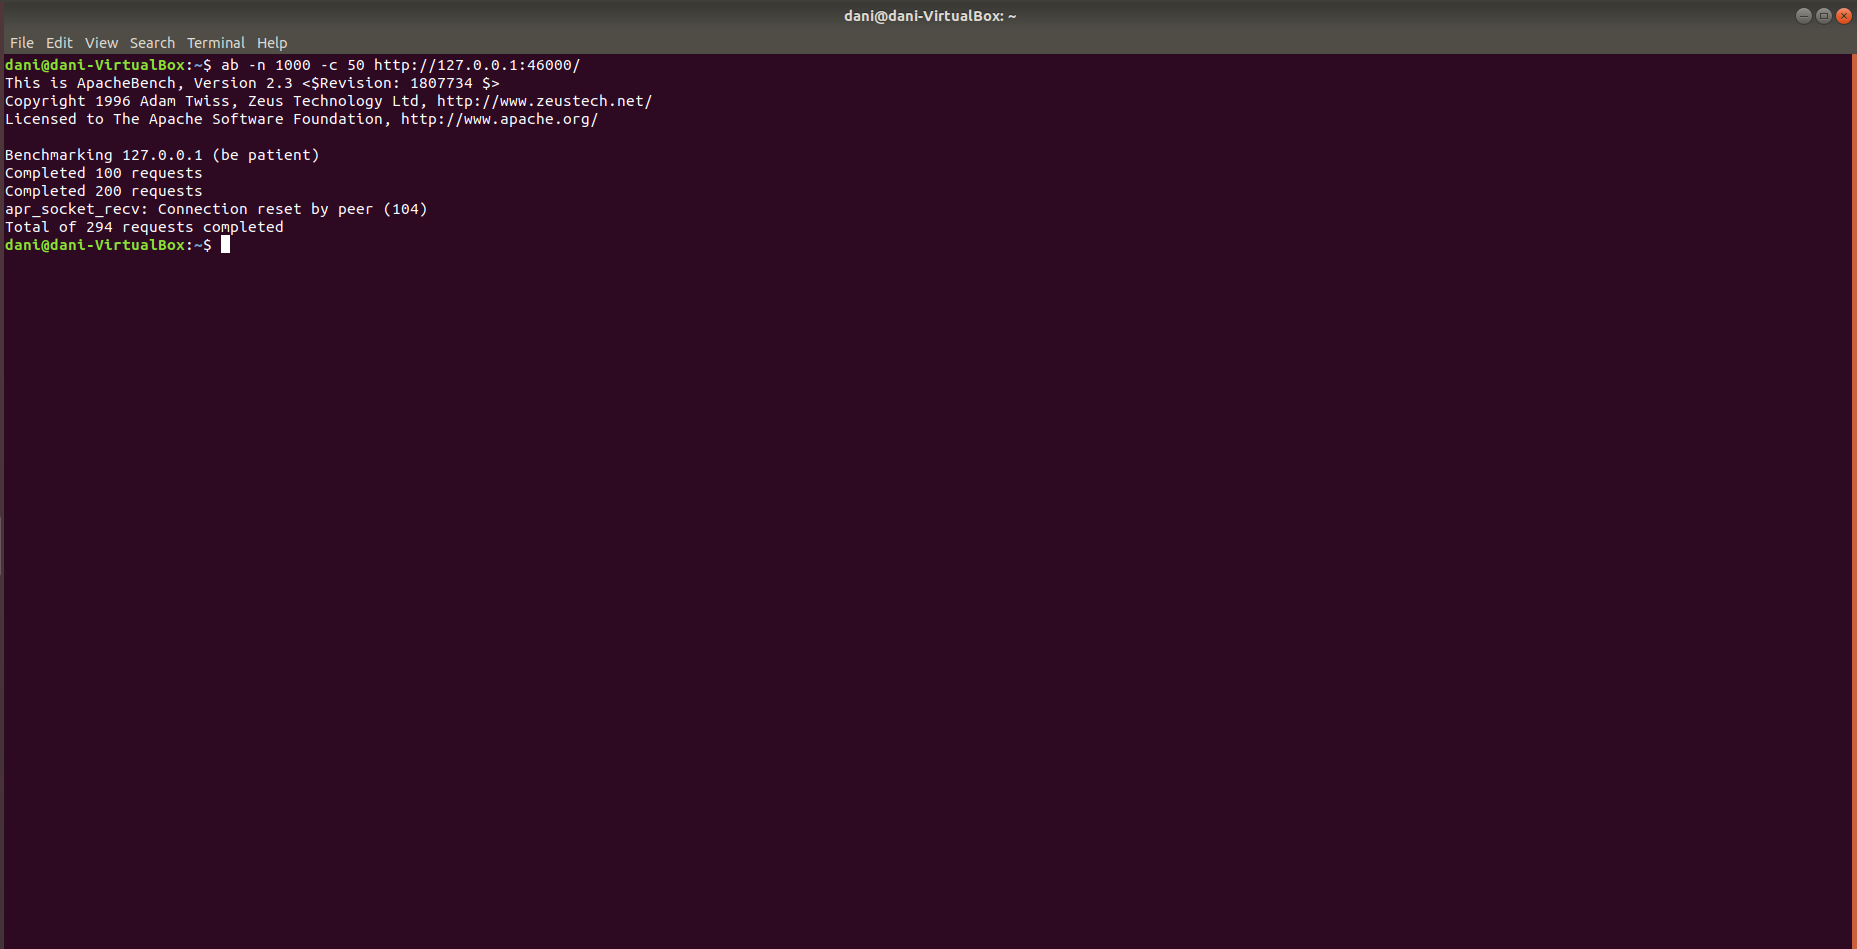 dani@dani-VirtualBox: ~
File Edit View Search Terminal Help
dani@dani-VirtualBox:~$ ab -n 1000 -c 50 http://127.0.0.1:46000/
This is ApacheBench, Version 2.3 <$Revision: 1807734 $>
Copyright 1996 Adam Twiss, Zeus Technology Ltd, http://www.zeustech.net/
Licensed to The Apache Software Foundation, http://www.apache.org/
Benchmarking 127.0.0.1 (be patient)
Completed 100 requests
Completed 200 requests
apr_socket_recv: Connection reset by peer (104)
Total of 294 requests completed
dani@dani-VirtualBox:~$